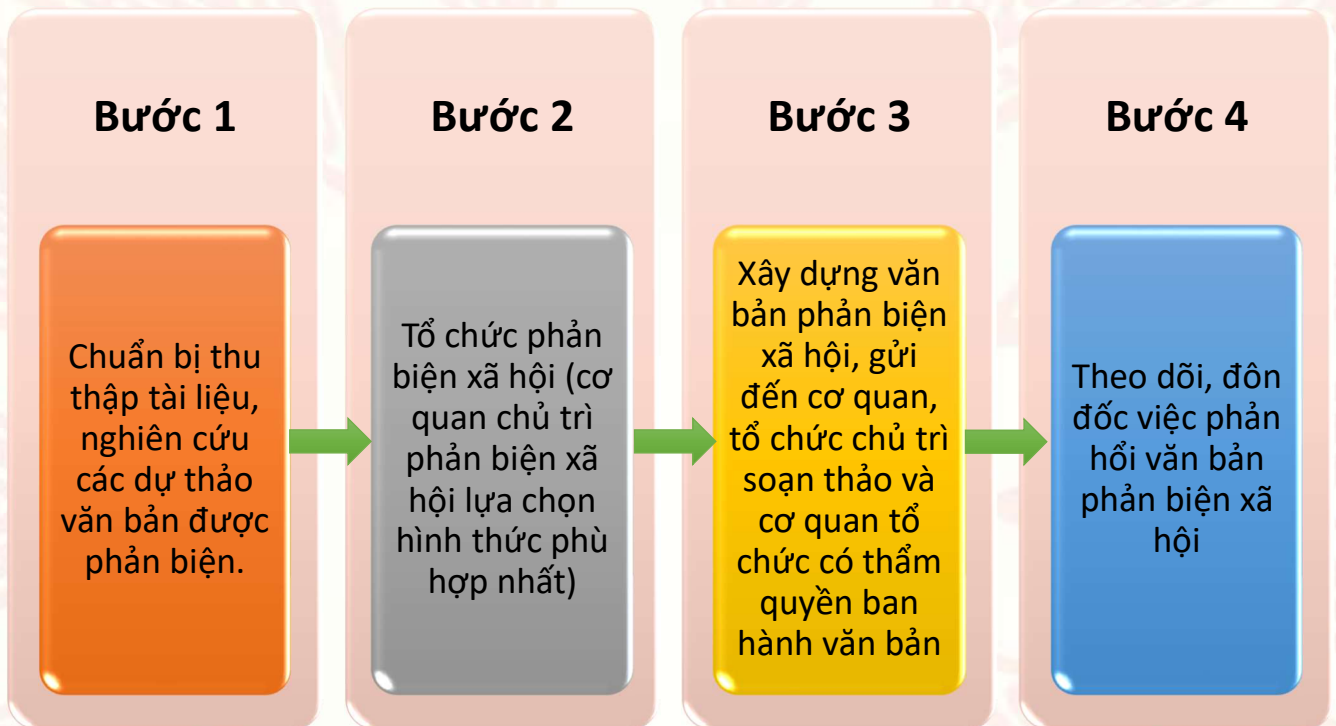 Bước 1
Chuẩn bị thu
thập tài liệu,
nghiên cứu
các dự thảo
văn bản được
phản biện.
Bước 2
Tổ chức phản
biện xã hội (cơ
quan chủ trì
phản biện xã
hội lựa chọn
hình thức phù
hợp nhất)
Bước 3
Xây dựng văn
bản phản biện
xã hội, gửi
đến cơ quan,
tổ chức chủ trì
soạn thảo và
cơ quan tổ
chức có thẩm
quyền ban
hành văn bản
Bước 4
Theo dõi, đôn
đốc việc phản
hổi văn bản
phản biện xã
hội